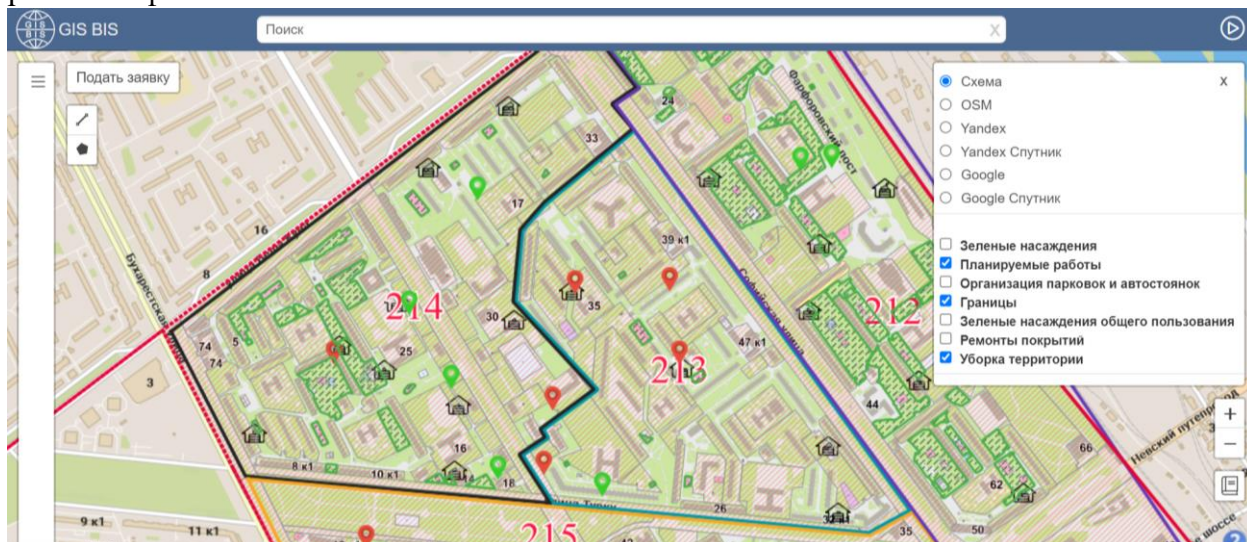 GIS BIS
Поиск
X
Подать заявку
Схема
x
OSM
Yandex
Yandex Спутник
Google
Google Спутник
Зеленые насаждения
Планируемые работы
Организация парковок и автостоянок
Границы
Зеленые насаждения общего пользования
Ремонты покрытий
Уборка территории
Фарфоровский пост
24
33
17
16
39 к1
8
Софийская улица
35
214
30
212
74
5
74
25
47 к1
213
3
44
+
−
16
66
Невский путепровод
8 к1
10 к1
18
62
26
9 к1
11 к1
215
35
50
шоссе
?